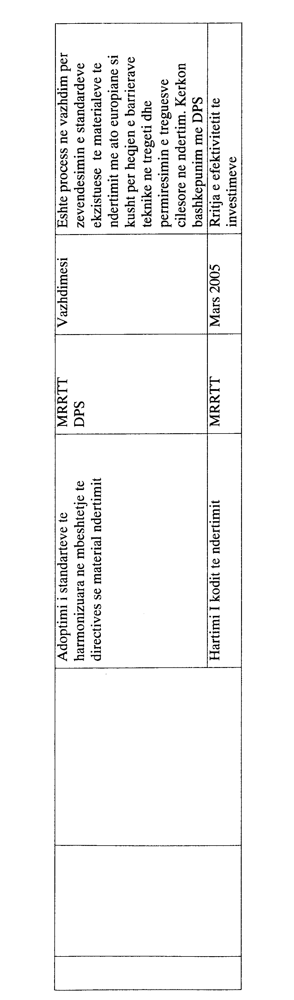 Adoptimi i standarteve te
harmonizuara ne mbeshtetje te
directives se material ndertimit
MRRTT
DPS
Vazhdimesi
Eshte process ne vazhdim per
zevendesimin e standardeve
ekzistuese te materialeve te
ndertimit me ato europiane si
kusht per heqjen e barrierave
teknike ne tregeti dhe
permiresimin e treguesve
cilesore ne ndertim. Kerkon
bashkepunim me DPS
Hartimi I kodit te ndertimit
MRRTT
Mars 2005
Rritja e efektivitetit te
investimeve